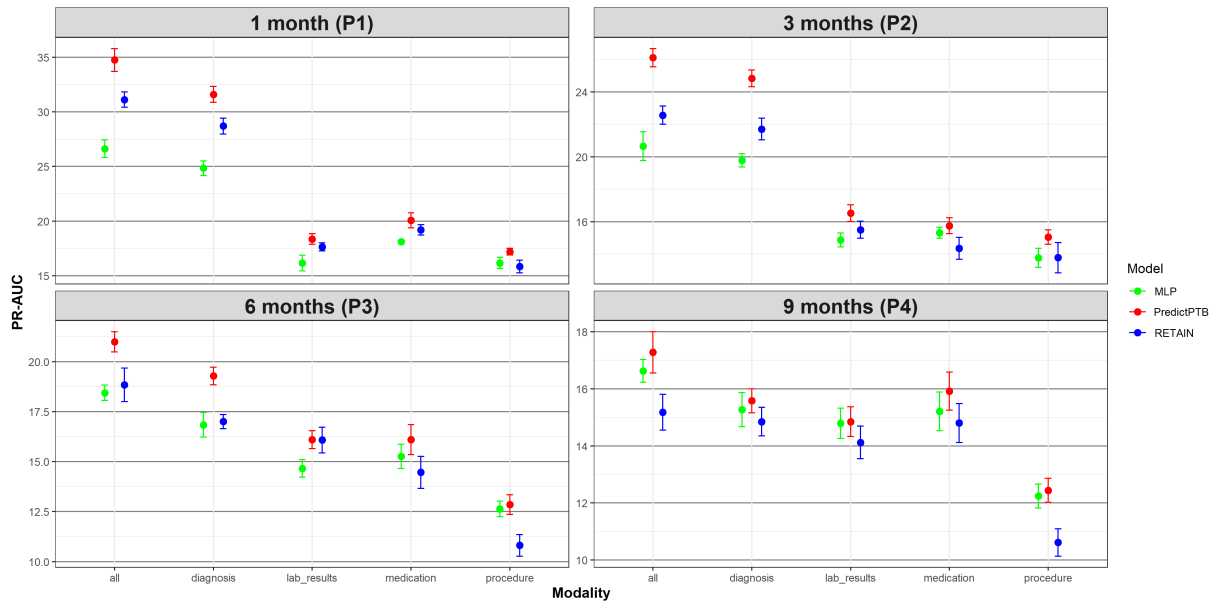 1 month (P1)
3 months (P2)
35
30
25
20
15
24
20
16
6 months (P3)
9 months (P4)
20.0
17.5
15.0
12.5
10.0
18
16
14
12
10
all diagnosis lab_results medication procedure
all diagnosis lab_results medication procedure
PR-AUC
Modality
Model
MLP
PredictPTB
RETAIN